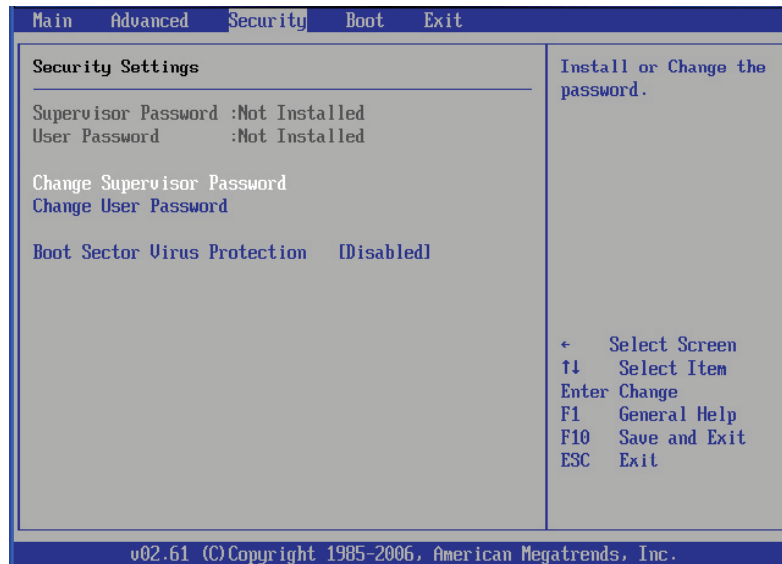 Main Advanced Security Boot Exit
Security Settings
Supervisor Password :Not Installed
User Password :Not Installed
Change Supervisor Password
Change User Password
Boot Sector Virus Protection [Disabled]
Install or Change the
password.
← Select Screen
↑↓ Select Item
Enter Change
F1 General Help
F10 Save and Exit
ESC Exit
v02.61 (C)Copyright 1985-2006, American Megatrends, Inc.